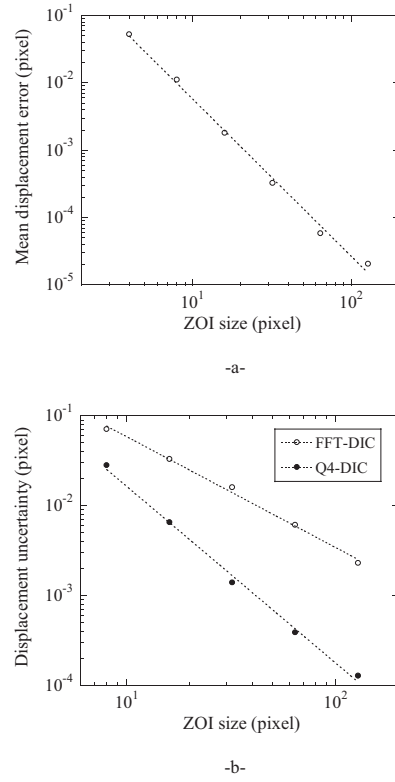 10^-1
10^-2
10^-3
10^-4
10^-5
Mean displacement error (pixel)
10^1
10^2
ZOI size (pixel)
-a-
10^-1
10^-2
10^-3
10^-4
Displacement uncertainty (pixel)
FFT-DIC
Q4-DIC
10^1
10^2
ZOI size (pixel)
-b-